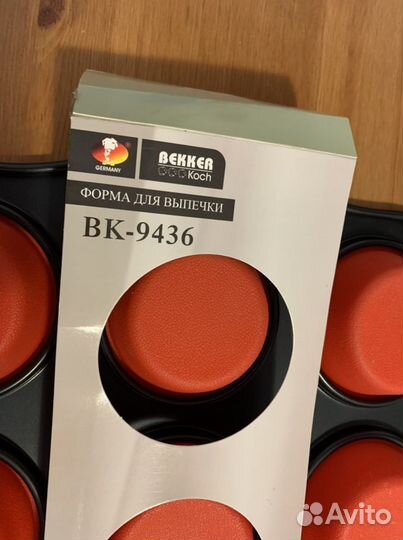 GERMANY
BEKKER
Koch
ФОРМА ДЛЯ ВЫПЕЧКИ
BK-9436
Avito